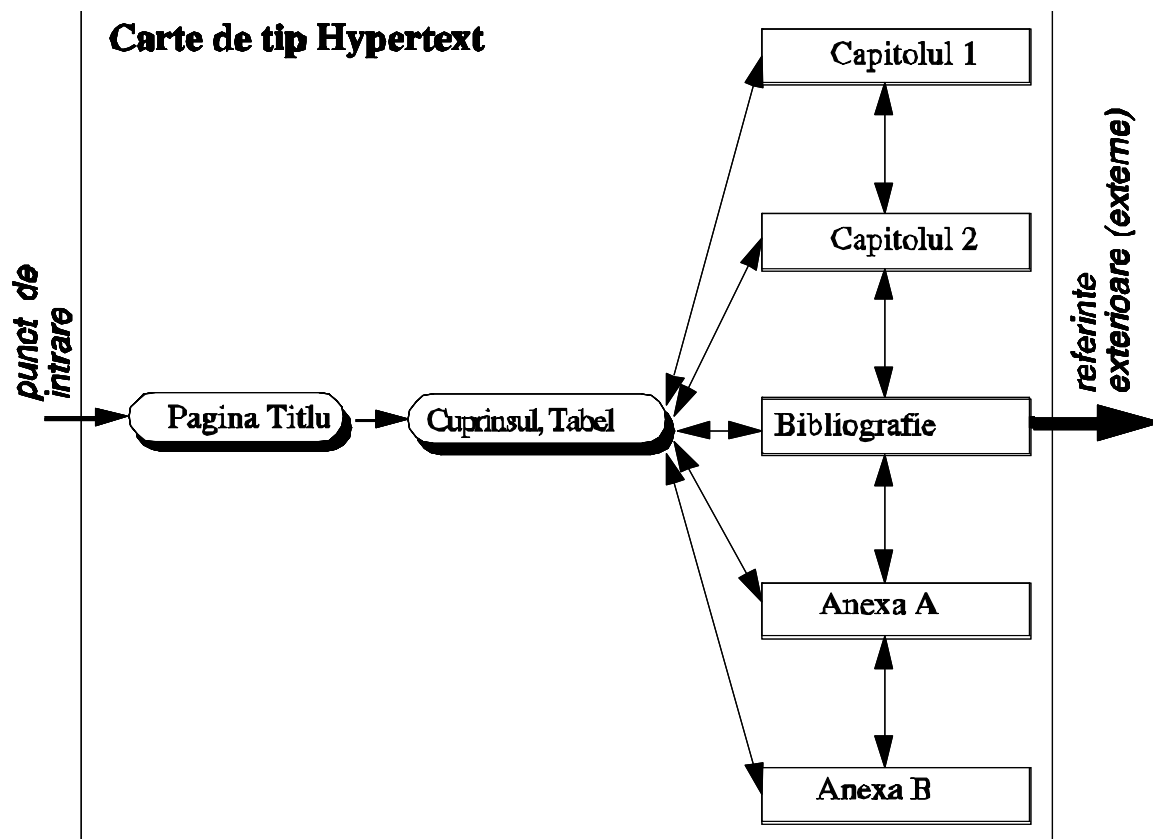 Carte de tip Hypertext
Capitolul 1
Capitolul 2
punct de
intrare
Pagina Titlu
Cuprinsul, Tabel
Bibliografie
referinte
exterioare (externe)
Anexa A
Anexa B